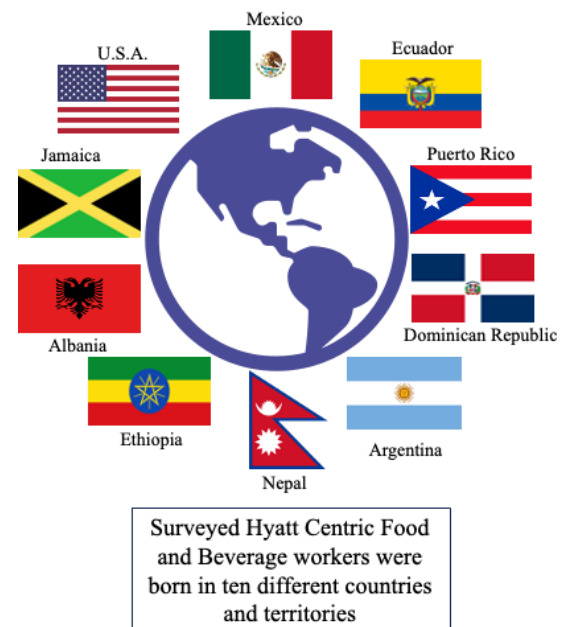 Mexico
U.S.A.
Ecuador
Jamaica
Puerto Rico
Albania
Dominican Republic
Ethiopia
Argentina
Nepal
Surveyed Hyatt Centric Food
and Beverage workers were
born in ten different countries
and territories